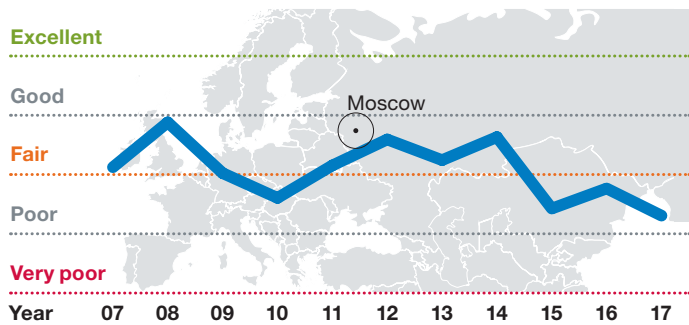 Excellent
Good
Moscow
Fair
Poor
Very poor
Year 07 08 09 10 11 12 13 14 15 16 17